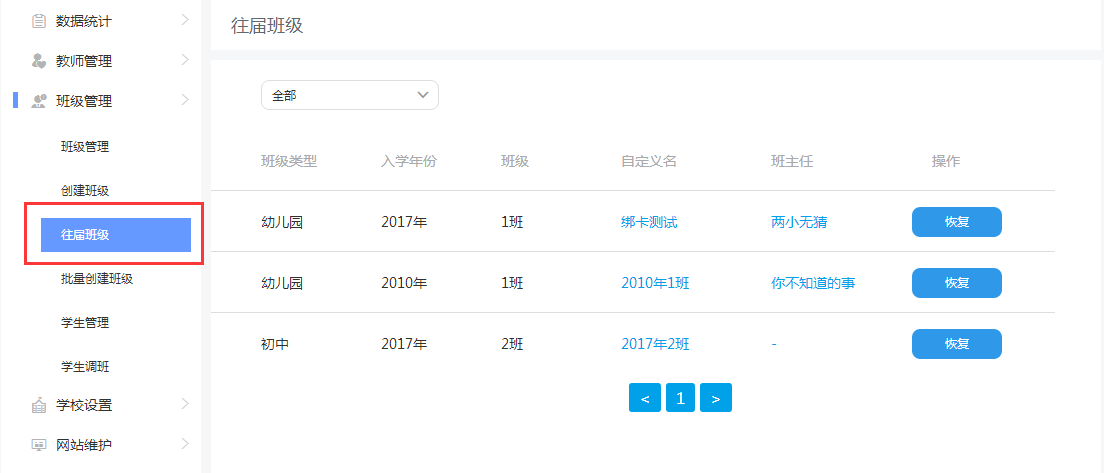 数据统计
教师管理
班级管理
班级管理
创建班级
往届班级
批量创建班级
学生管理
学生调班
学校设置
网站维护
往届班级
全部
班级类型 入学年份 班级 自定义名 班主任 操作
幼儿园 2017年 1班 绑卡测试 两小无猜 恢复
幼儿园 2010年 1班 2010年1班 你不知道的事 恢复
初中 2017年 2班 2017年2班 - 恢复
< 1 >